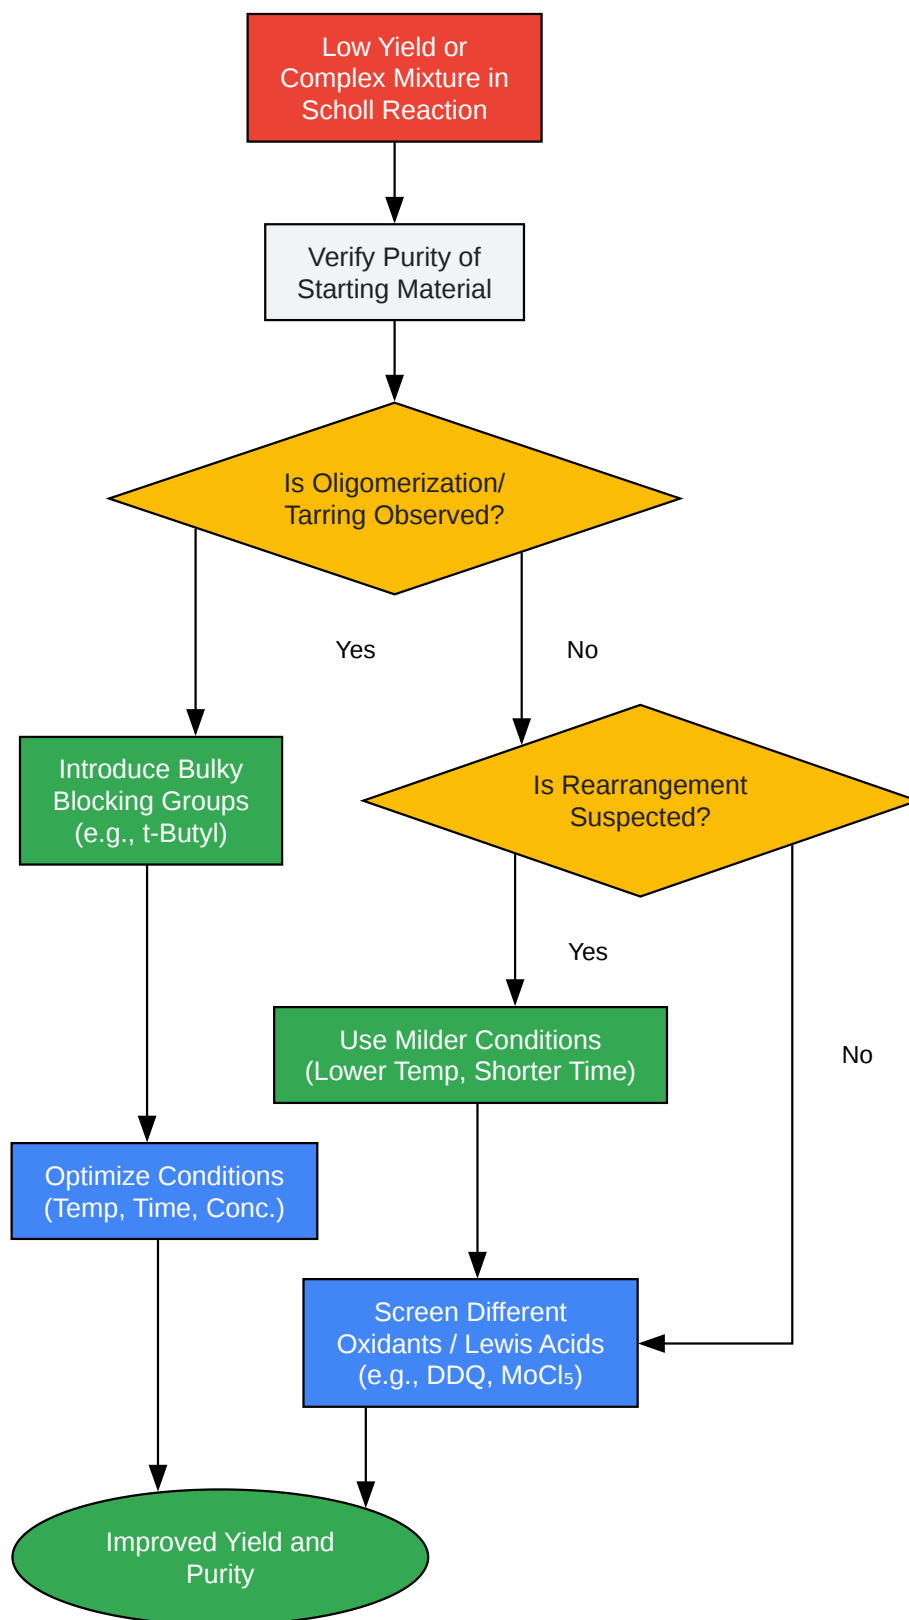 Low Yield or
Complex Mixture in
Scholl Reaction
Verify Purity of
Starting Material
Is Oligomerization/
Tarring Observed?
Yes
No
Introduce Bulky
Blocking Groups
(e.g., t-Butyl)
Is Rearrangement
Suspected?
Yes
No
Use Milder Conditions
(Lower Temp, Shorter Time)
Optimize Conditions
(Temp, Time, Conc.)
Screen Different
Oxidants / Lewis Acids
(e.g., DDQ, MoCl₅)
Improved Yield and
Purity